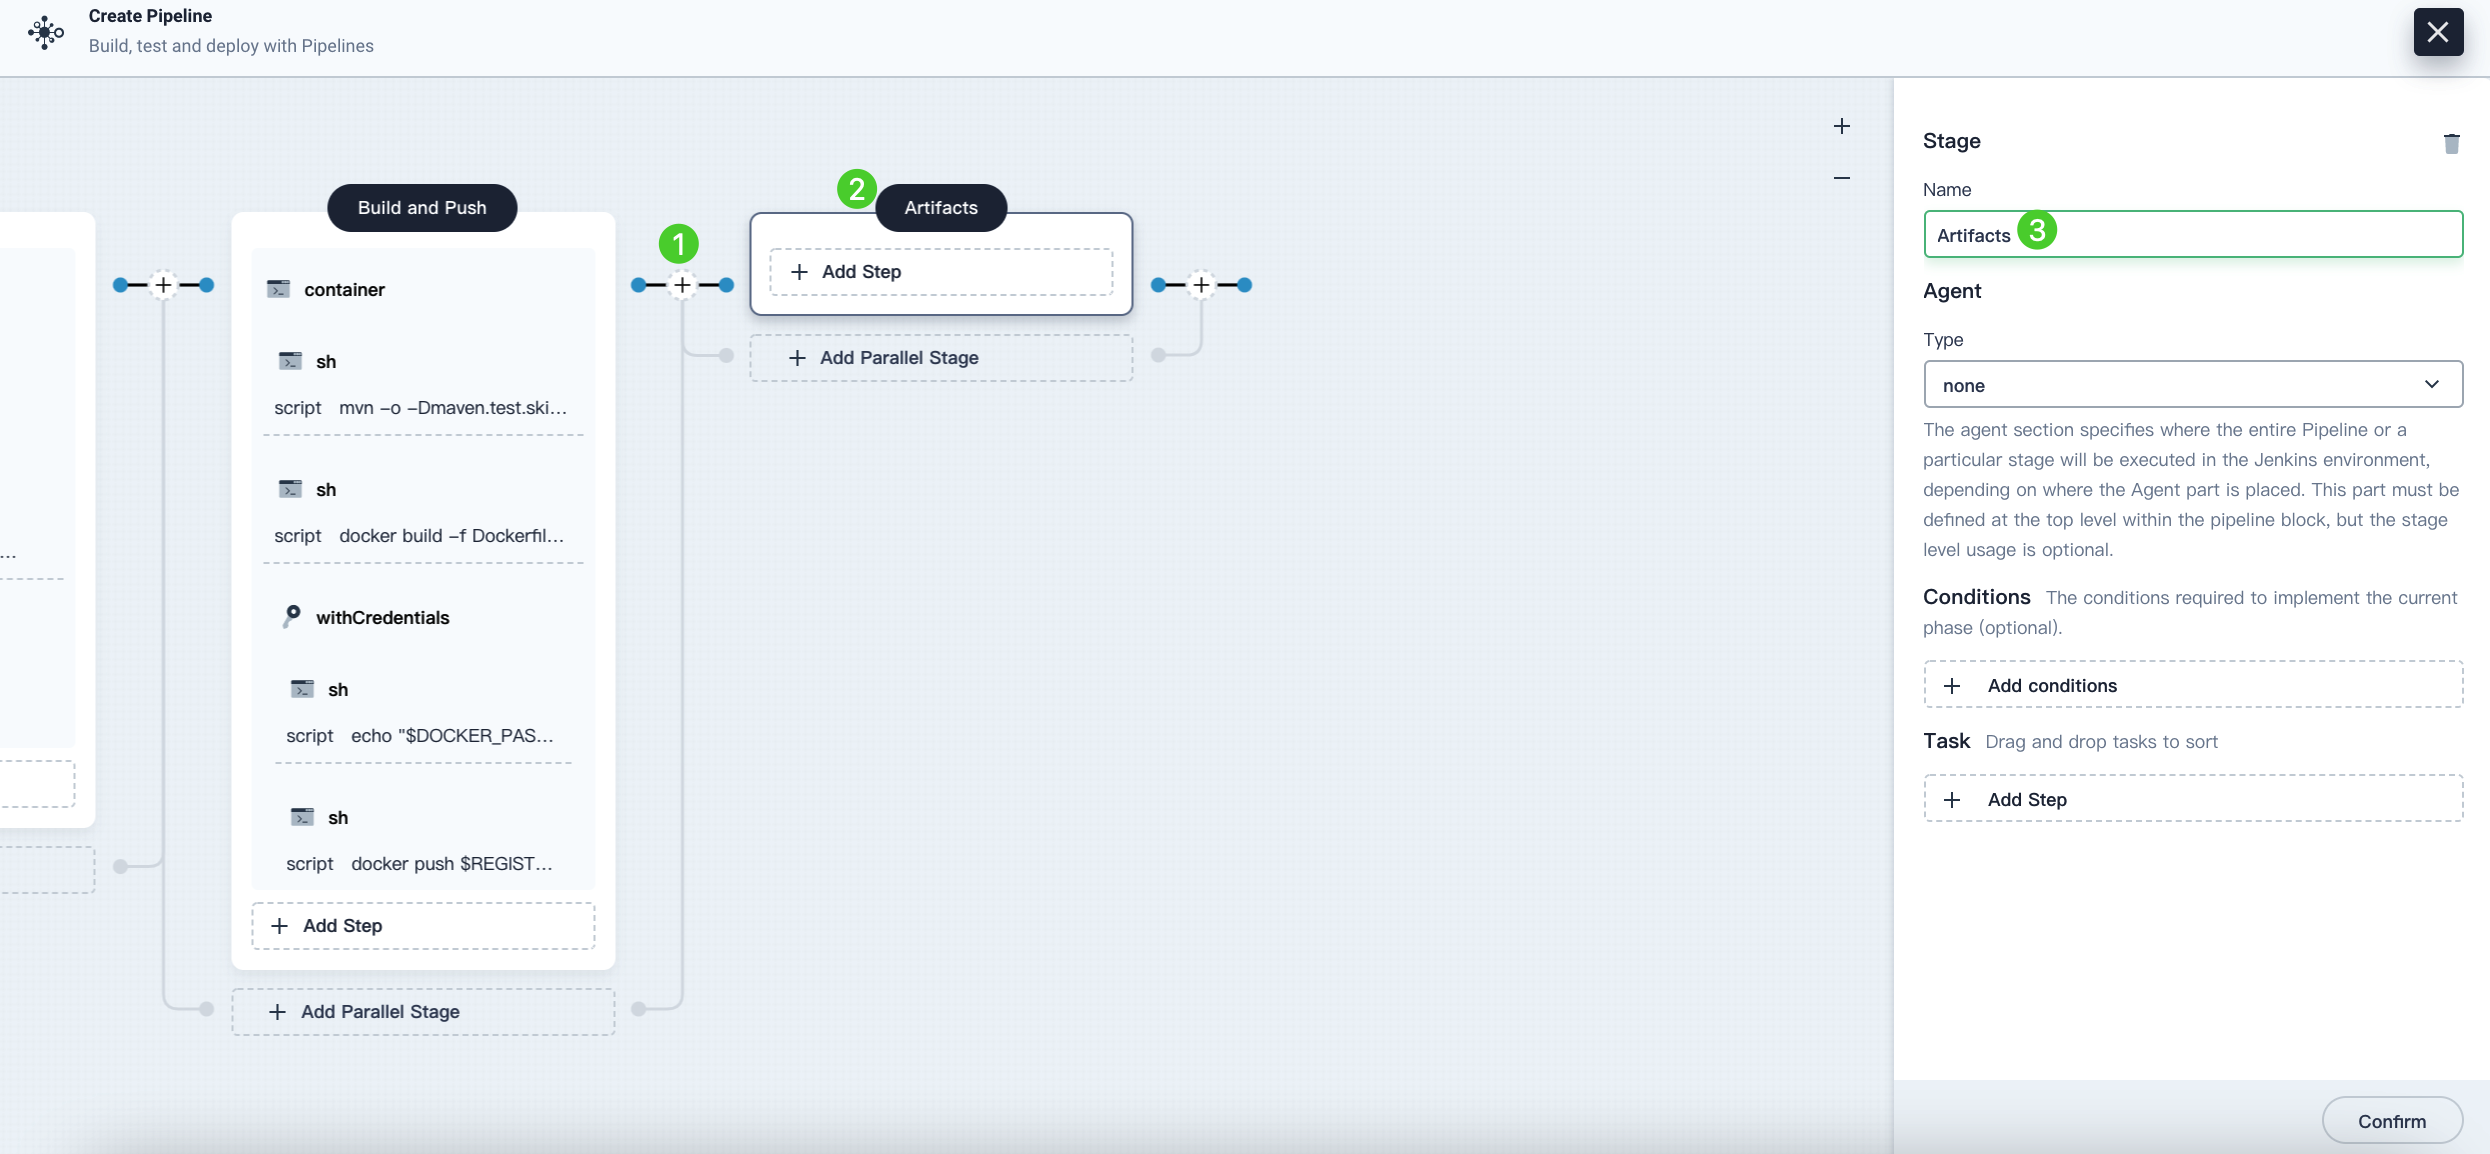 Create Pipeline
Build, test and deploy with Pipelines
...
Build and Push
container
sh
script mvn -o -Dmaven.test.ski...
sh
script docker build -f Dockerfil...
withCredentials
sh
script echo "$DOCKER_PAS...
sh
script docker push $REGIST...
+ Add Step
+ Add Parallel Stage
1
2
Artifacts
+ Add Step
+ Add Parallel Stage
Stage
Name
Artifacts 3
Agent
Type
none
The agent section specifies where the entire Pipeline or a
particular stage will be executed in the Jenkins environment,
depending on where the Agent part is placed. This part must be
defined at the top level within the pipeline block, but the stage
level usage is optional.
Conditions The conditions required to implement the current
phase (optional).
+ Add conditions
Task Drag and drop tasks to sort
+ Add Step
Confirm